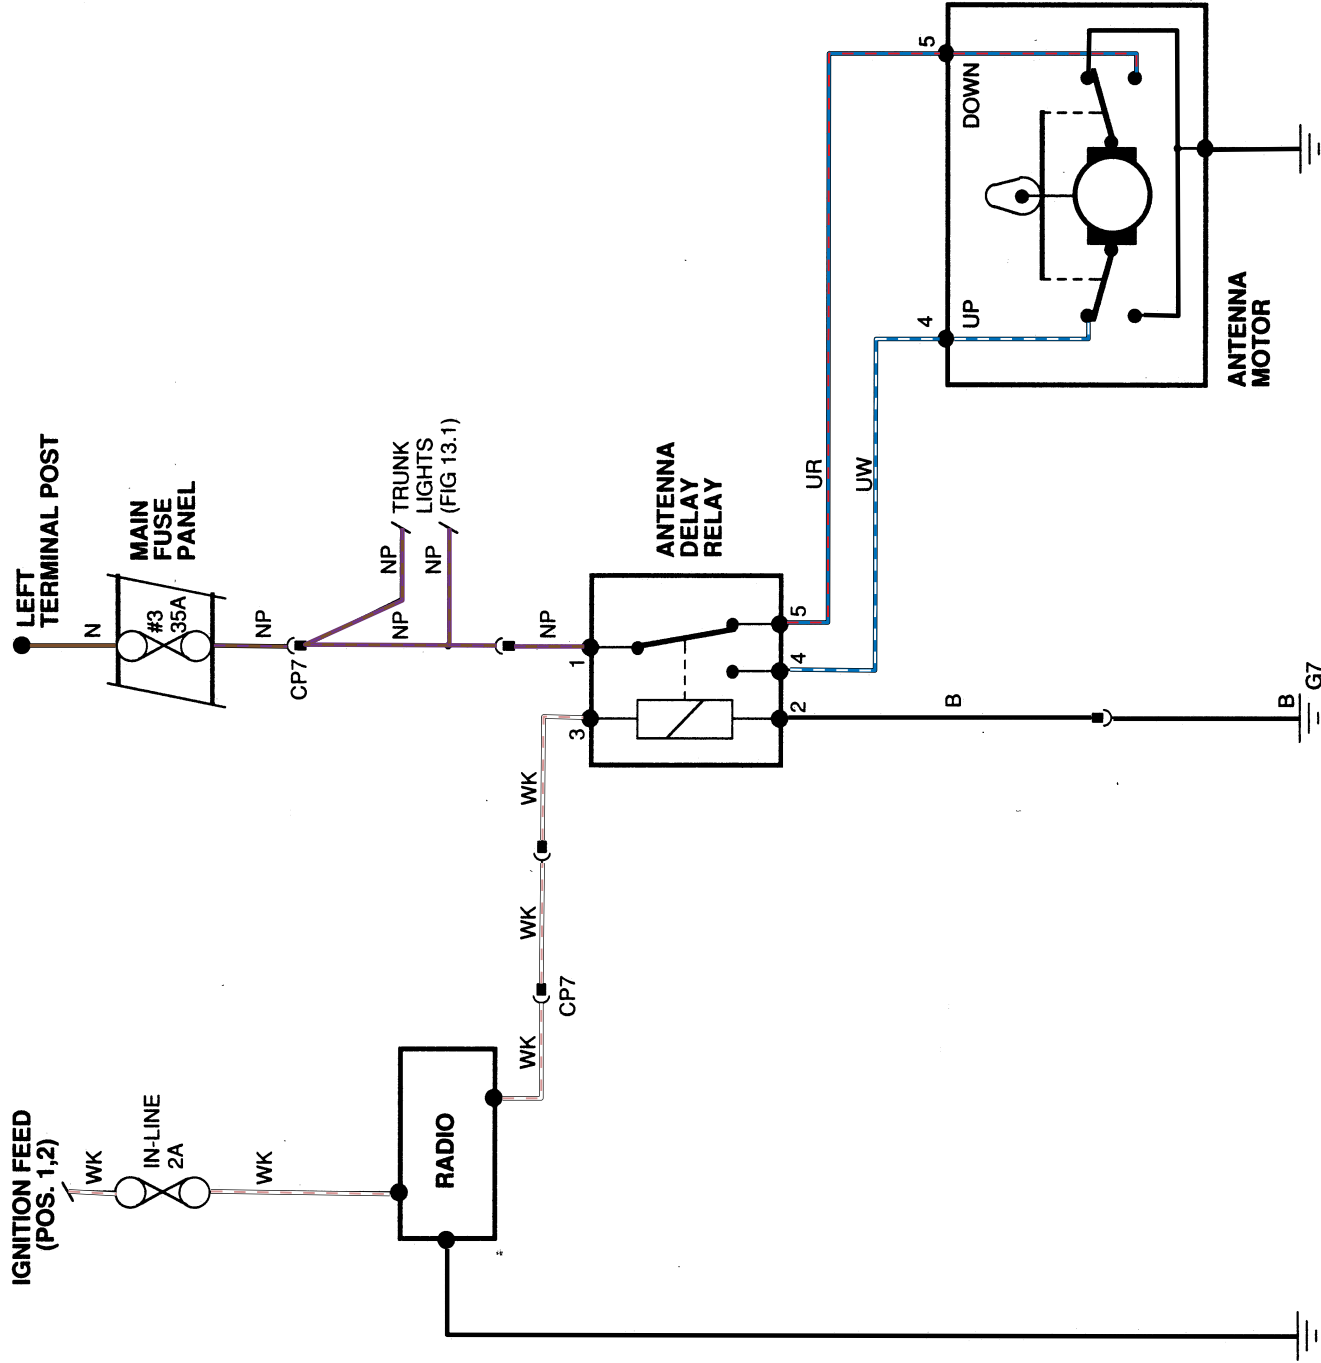 IGNITION FEED
(POS. 1,2)
WK
IN-LINE
2A
WK
RADIO
WK
CP7
WK
WK
LEFT
TERMINAL POST
N
MAIN
FUSE
PANEL
#3
35A
NP
CP7
NP
NP
NP
TRUNK
LIGHTS
(FIG 13.1)
NP
ANTENNA
DELAY
RELAY
3
1
2
4
5
B
B
G7
UR
UW
4
UP
5
DOWN
ANTENNA
MOTOR